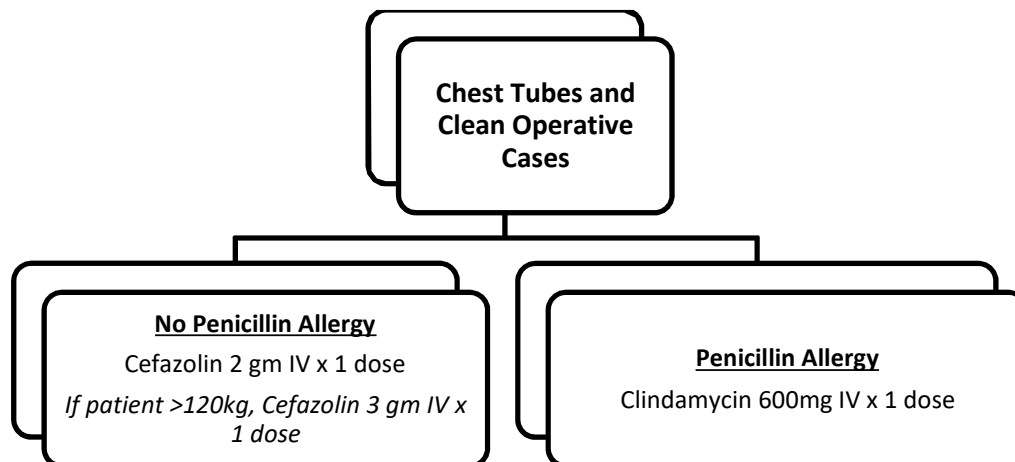 Chest Tubes and
Clean Operative
Cases
No Penicillin Allergy
Cefazolin 2 gm IV x 1 dose
If patient >120kg, Cefazolin 3 gm IV x
1 dose
Penicillin Allergy
Clindamycin 600mg IV x 1 dose